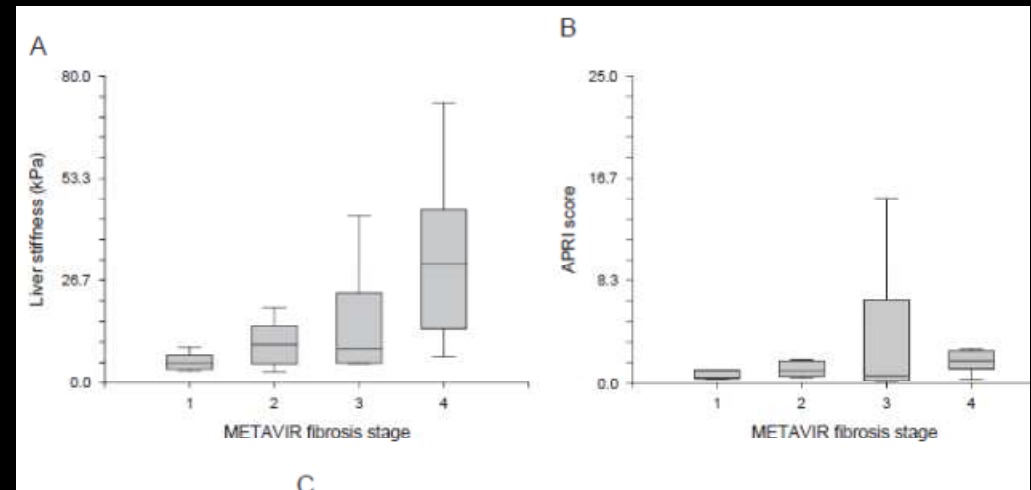 A
80.0
53.3
26.7
0.0
Liver stiffness (kPa)
1 2 3 4
METAVIR fibrosis stage
B
25.0
16.7
8.3
0.0
APRI score
1 2 3 4
METAVIR fibrosis stage
C